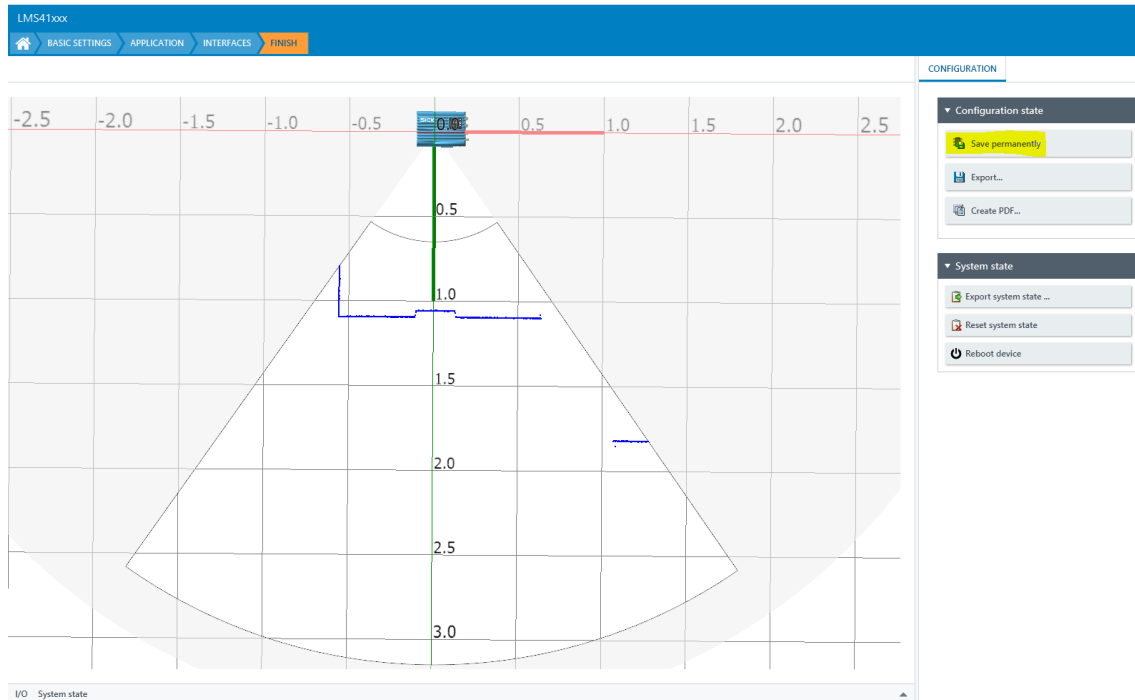 LMS41xxx
BASIC SETTINGS
APPLICATION
INTERFACES
FINISH
CONFIGURATION
-2.5
-2.0
-1.5
-1.0
-0.5
SICK
0.5
1.0
1.5
2.0
2.5
0.5
1.0
1.5
2.0
2.5
3.0
Configuration state
Save permanently
Export...
Create PDF...
System state
Export system state ...
Reset system state
Reboot device
I/O System state